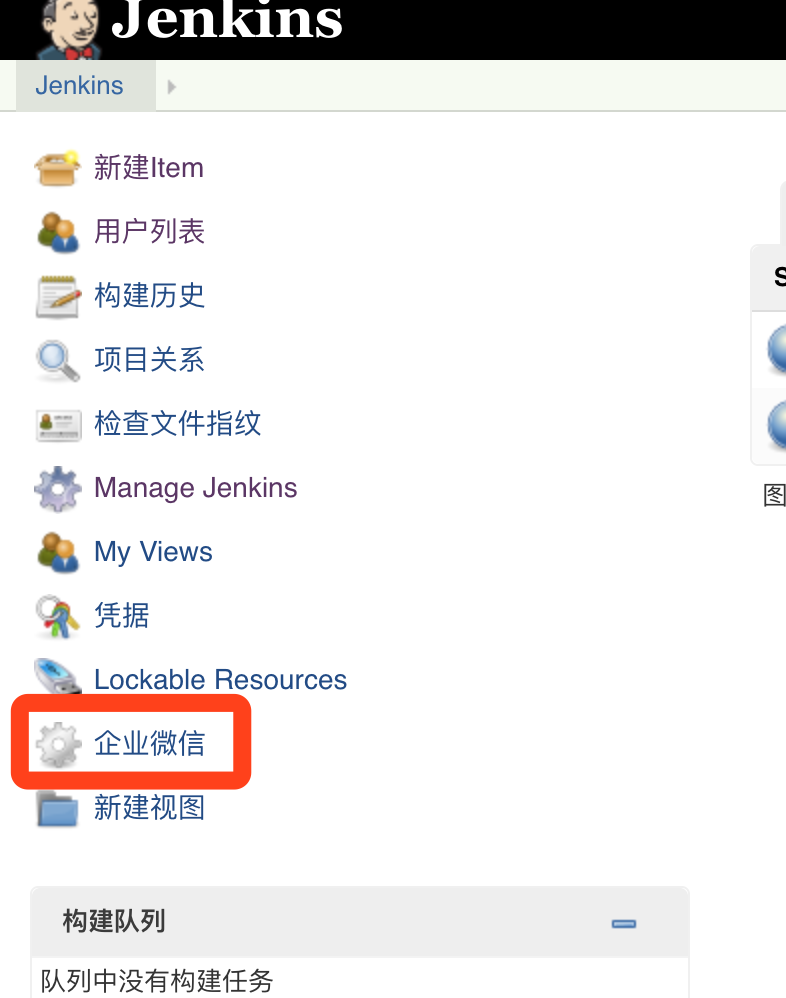 Jenkins
Jenkins
新建Item
用户列表
构建历史
项目关系
检查文件指纹
Manage Jenkins
My Views
凭据
Lockable Resources
企业微信
新建视图
构建队列
队列中没有构建任务
S
图